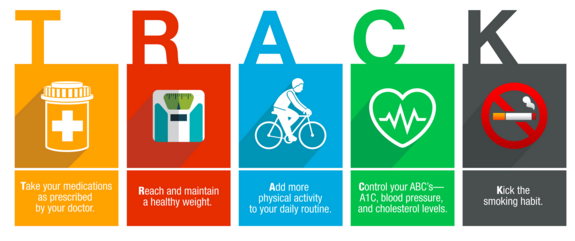 T R A C K
Take your medications
as prescribed
by your doctor.
Reach and maintain
a healthy weight.
Add more
physical activity
to your daily routine.
Control your ABC's—
A1C, blood pressure,
and cholesterol levels.
Kick the
smoking habit.